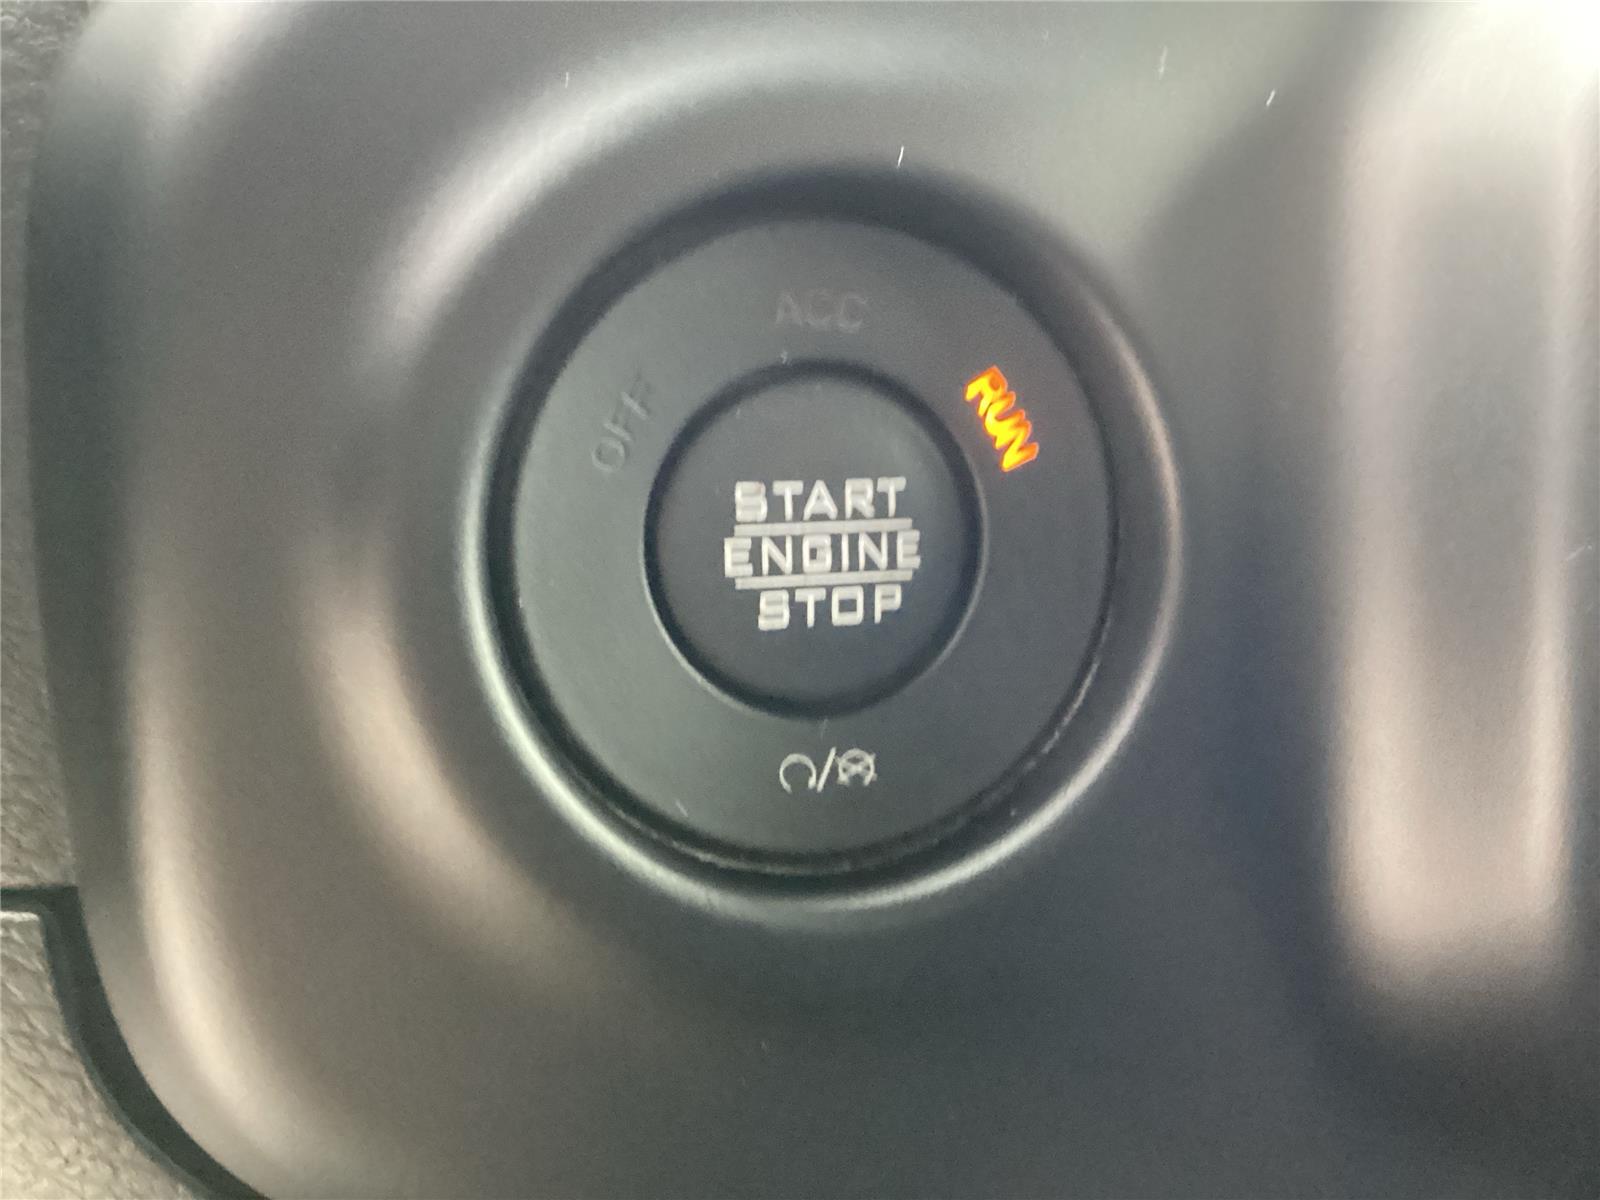 ACC
OFF
RUN
START
ENGINE
STOP